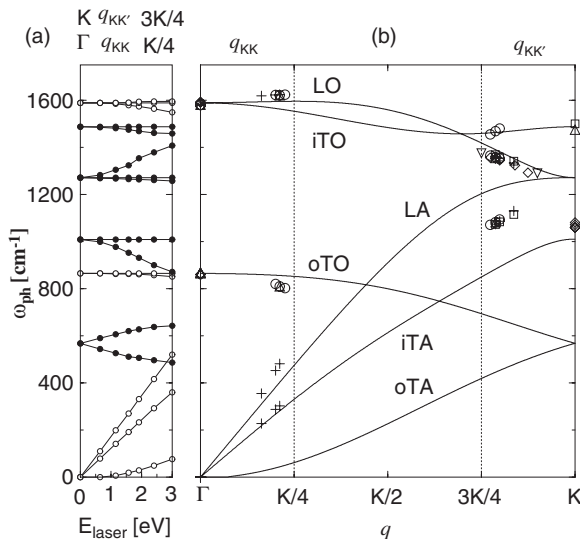 (a) K q_KK' 3K/4
Γ q_KK K/4
q_KK (b) q_KK'
1600
1200
800
400
0
ω_ph [cm⁻¹]
LO
iTO
LA
oTO
iTA
oTA
0 1 2 3
E_laser [eV]
Γ K/4 K/2 3K/4 K
q